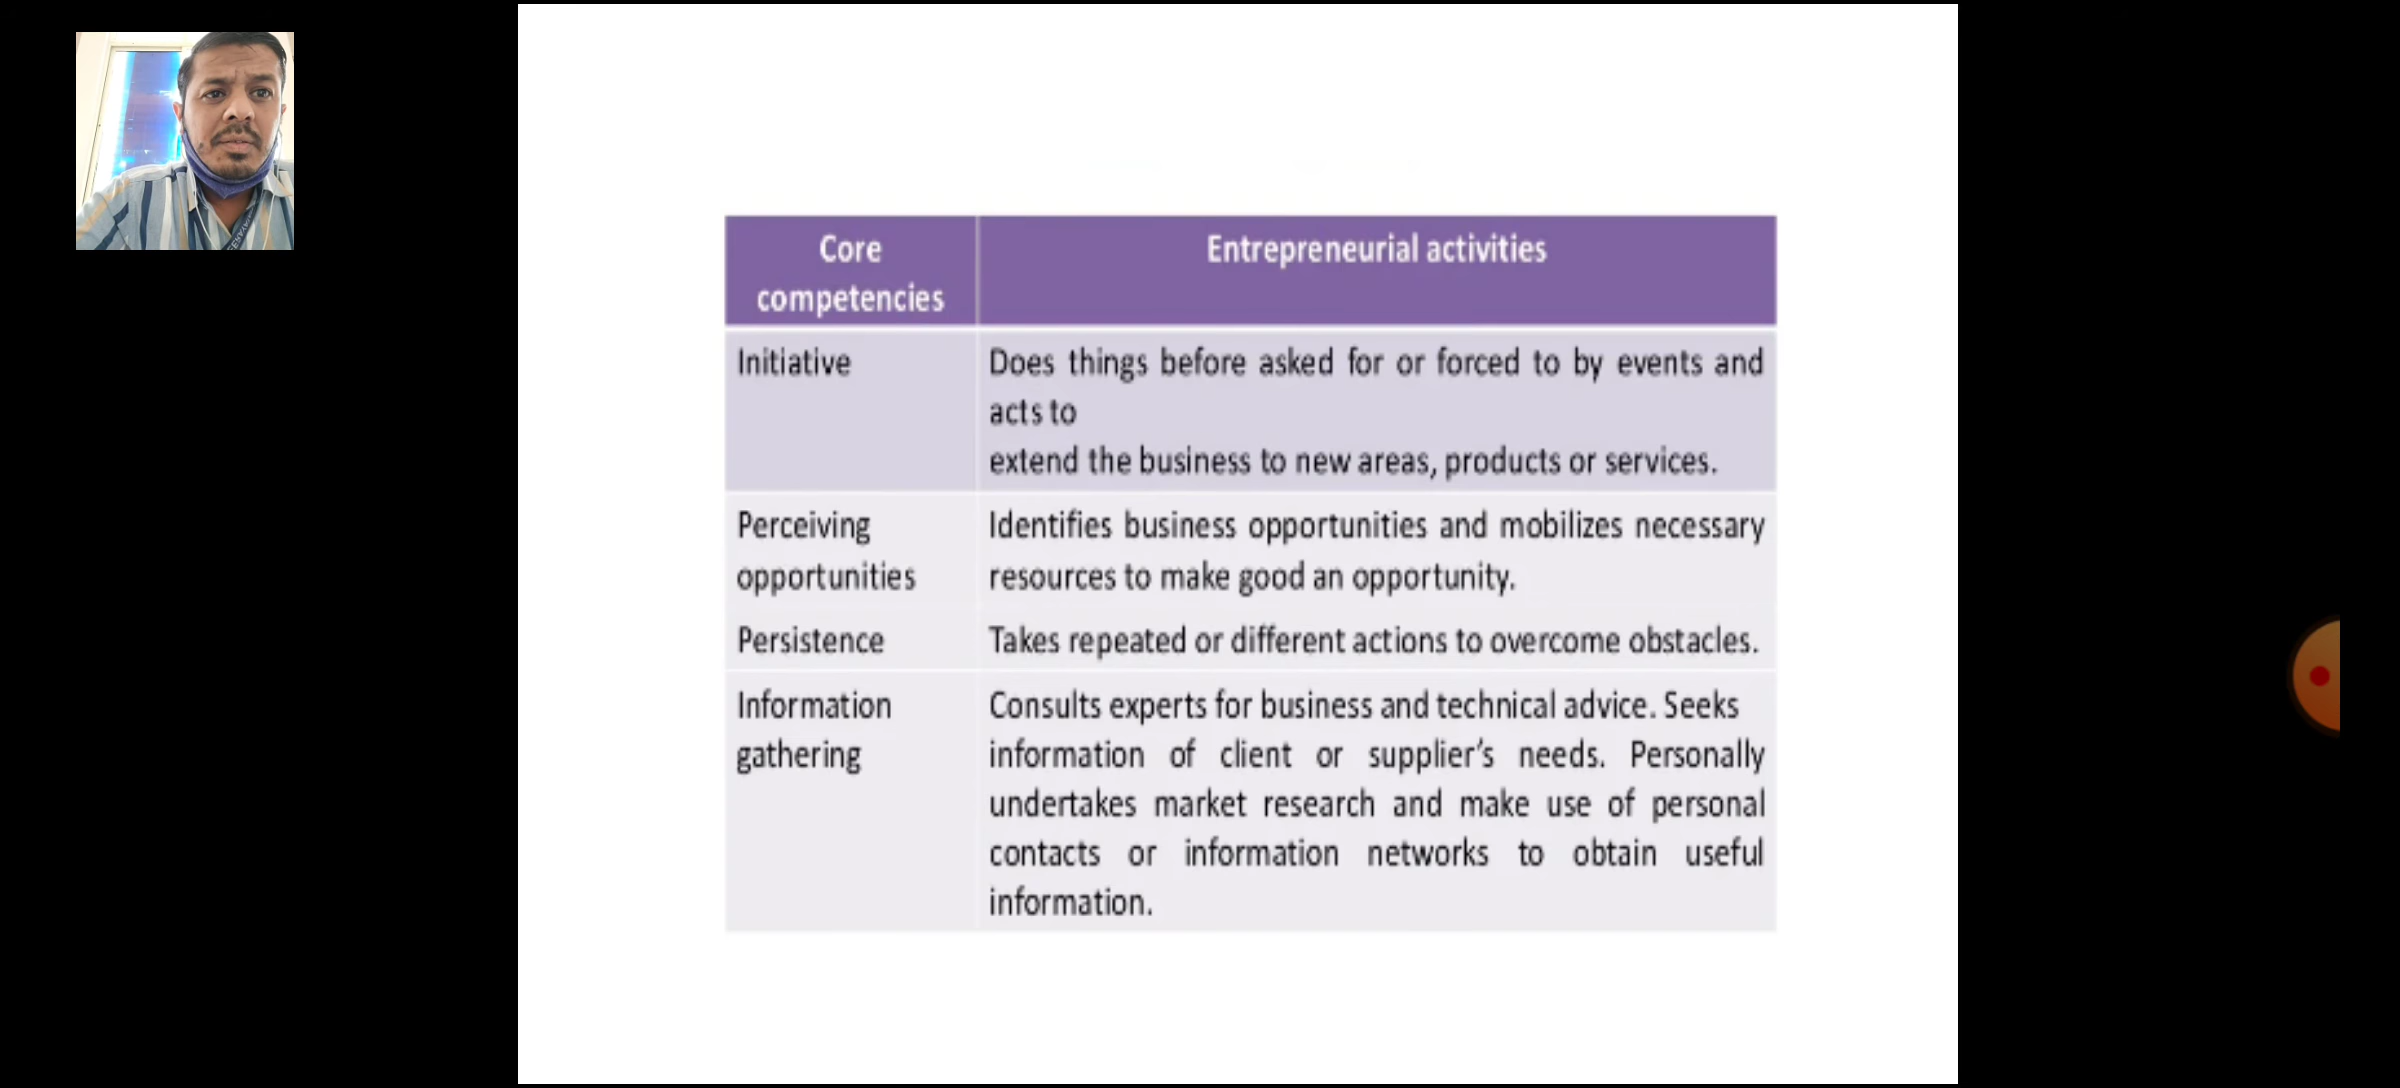 Core
competencies
Entrepreneurial activities
Initiative
Does things before asked for or forced to by events and
acts to
extend the business to new areas, products or services.
Perceiving
opportunities
Identifies business opportunities and mobilizes necessary
resources to make good an opportunity.
Persistence
Takes repeated or different actions to overcome obstacles.
Information
gathering
Consults experts for business and technical advice. Seeks
information of client or supplier's needs. Personally
undertakes market research and make use of personal
contacts or information networks to obtain useful
information.